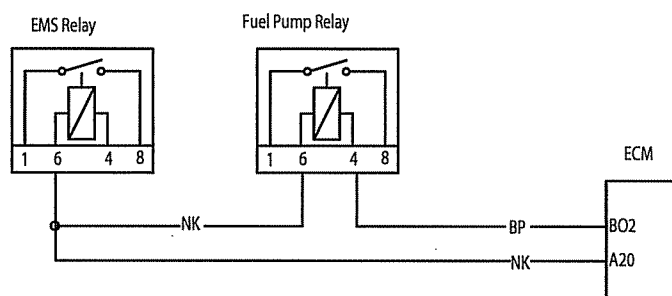 EMS Relay
Fuel Pump Relay
1 6 4 8
1 6 4 8
ECM
NK
BP
BO2
NK
A20